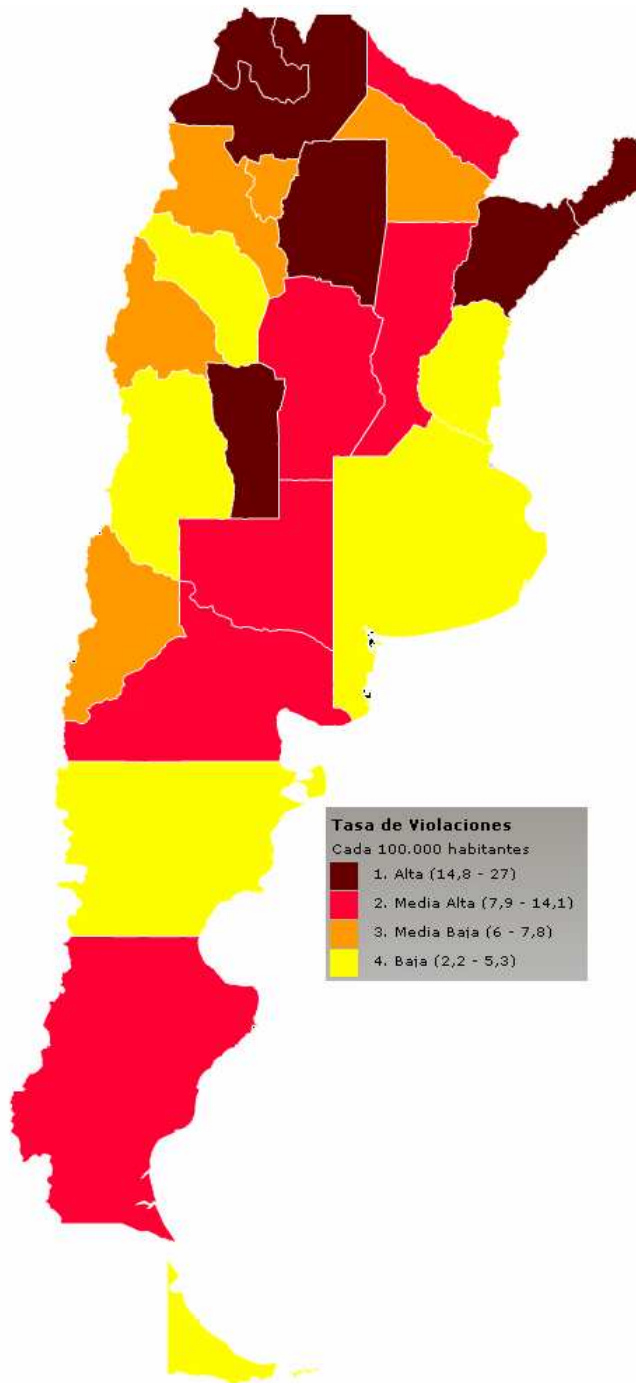 Tasa de Violaciones
Cada 100.000 habitantes
1. Alta (14,8 - 27)
2. Media Alta (7,9 - 14,1)
3. Media Baja (6 - 7,8)
4. Baja (2,2 - 5,3)